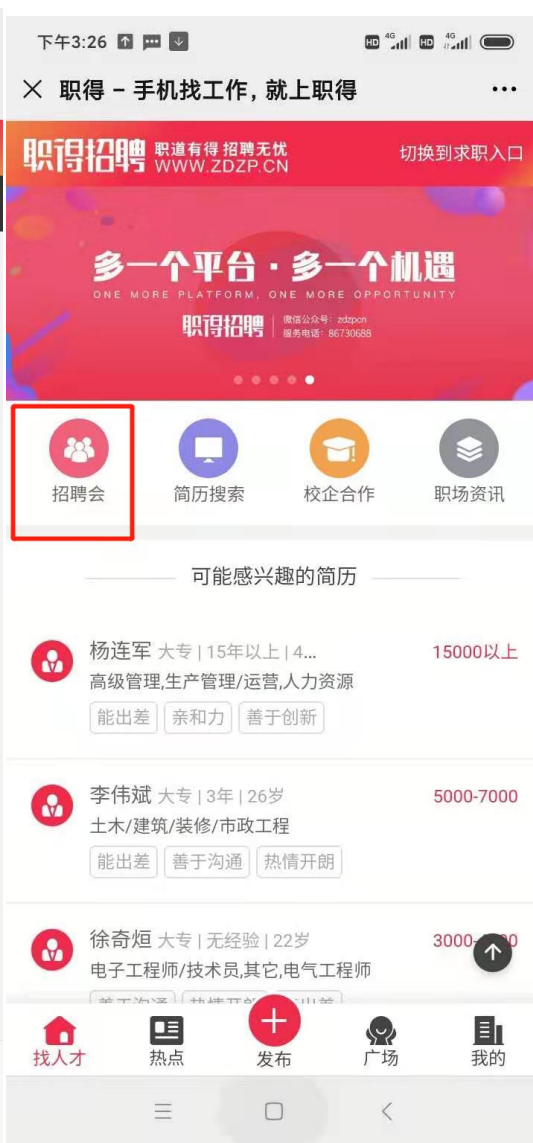 下午3:26 HD 4G HD 4G
职得 – 手机找工作，就上职得
职得招聘 职道有得 招聘无忧 切换到求职入口
WWW.ZDZP.CN
多一个平台·多一个机遇
ONE MORE PLATFORM, ONE MORE OPPORTUNITY
职得招聘 微信公众号: zdzpcn
服务电话: 86730688
招聘会 简历搜索 校企合作 职场资讯
可能感兴趣的简历
杨连军 大专 | 15年以上 | 4... 15000以上
高级管理,生产管理/运营,人力资源
能出差 亲和力 善于创新
李伟斌 大专 | 3年 | 26岁 5000-7000
土木/建筑/装修/市政工程
能出差 善于沟通 热情开朗
徐奇烜 大专 | 无经验 | 22岁 3000-
电子工程师/技术员,其它,电气工程师
找人才 热点 发布 广场 我的